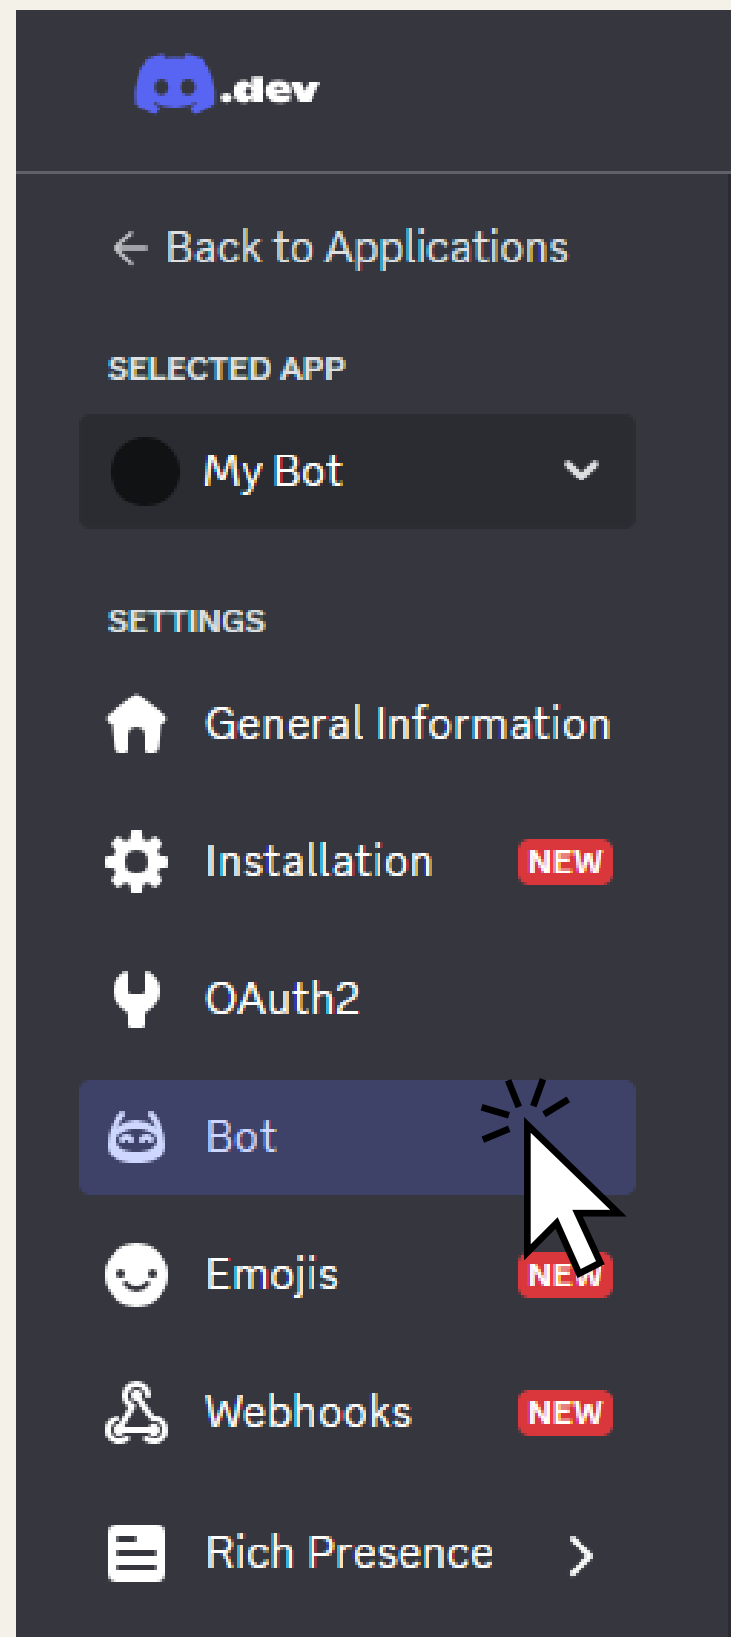 .dev
Back to Applications
SELECTED APP
My Bot
SETTINGS
General Information
Installation NEW
OAuth2
Bot
Emojis NEW
Webhooks NEW
Rich Presence